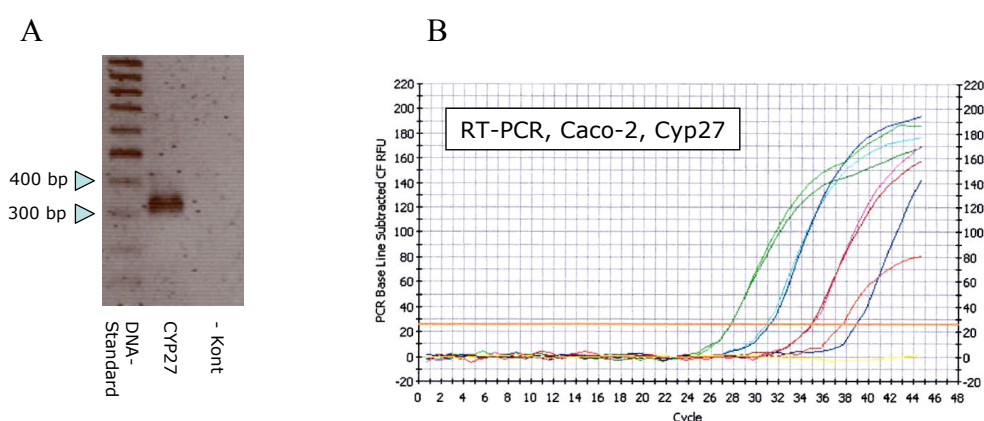 A
400 bp
300 bp
DNA-
Standard
CYP27
- Kont
B
RT-PCR, Caco-2, Cyp27
PCR Base Line Subtracted CF RFU
220
200
180
160
140
120
100
80
60
40
20
0
-20
220
200
180
160
140
120
100
80
60
40
20
0
-20
0 2 4 6 8 10 12 14 16 18 20 22 24 26 28 30 32 34 36 38 40 42 44 46 48
Cycle